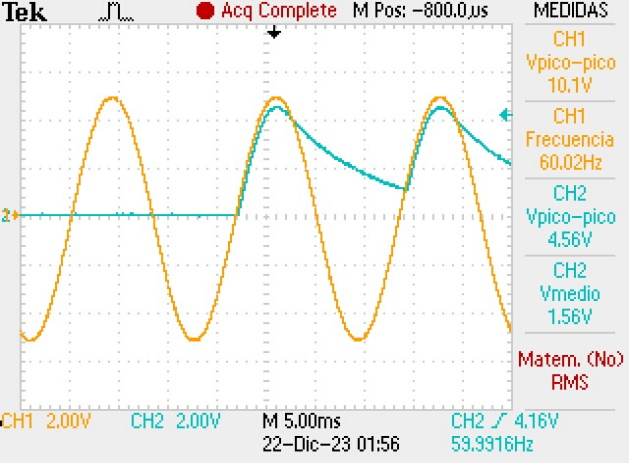 Tek Acq Complete M Pos: -800.0µs MEDIDAS
CH1
Vpico-pico
10.1V
CH1
Frecuencia
60.02Hz
CH2
Vpico-pico
4.56V
CH2
Vmedio
1.56V
Matem. (No)
RMS
2
CH1 2.00V CH2 2.00V M 5.00ms CH2 4.16V
22-Dic-23 01:56 59.9916Hz